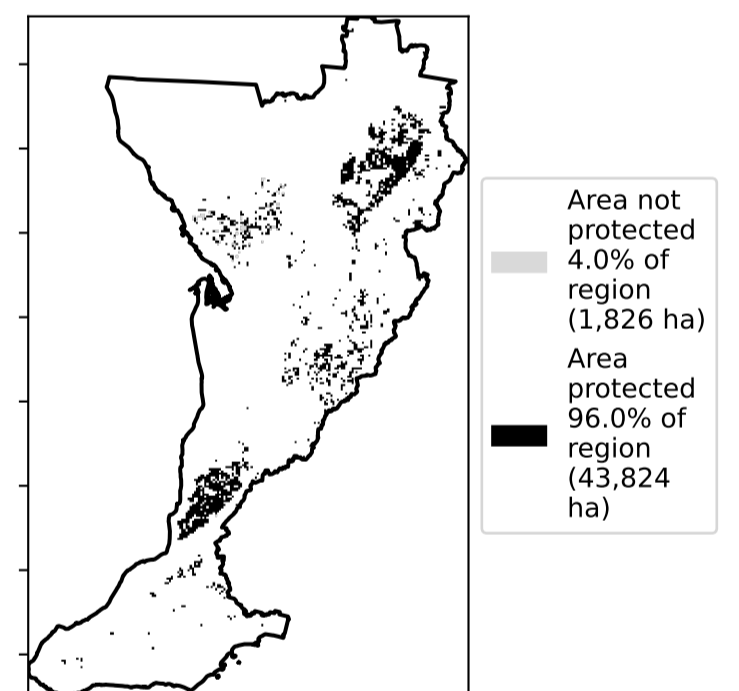 Area not
protected
4.0% of
region
(1,826 ha)
Area
protected
96.0% of
region
(43,824
ha)